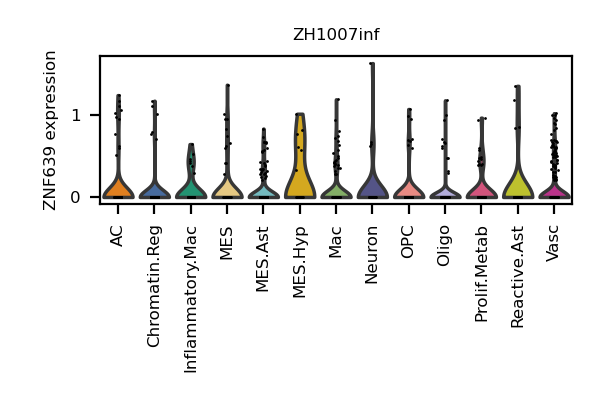 ZH1007inf
ZNF639 expression
1
0
AC
Chromatin.Reg
Inflammatory.Mac
MES
MES.Ast
MES.Hyp
Mac
Neuron
OPC
Oligo
Prolif.Metab
Reactive.Ast
Vasc